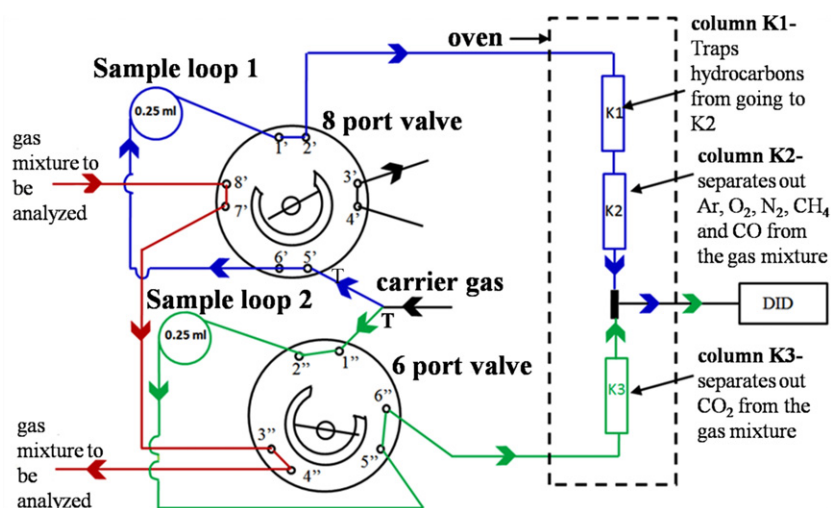 column K1-
Traps
hydrocarbons
from going to
K2
oven
Sample loop 1
0.25 ml
8 port valve
K1
gas
mixture to
be
analyzed
1'
2'
8'
3'
7'
4'
column K2-
separates out
Ar, O₂, N₂, CH₄
and CO from
the gas mixture
K2
6'
5'
T
carrier gas
Sample loop 2
T
DID
0.25 ml
2''
1''
6 port valve
column K3-
separates out
CO₂ from the
gas mixture
6''
K3
gas
mixture to
be
analyzed
3''
4''
5''